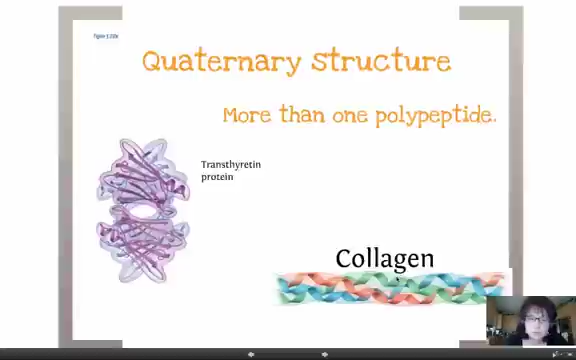 Quaternary structure
More than one polypeptide.
Transthyretin
protein
Collagen